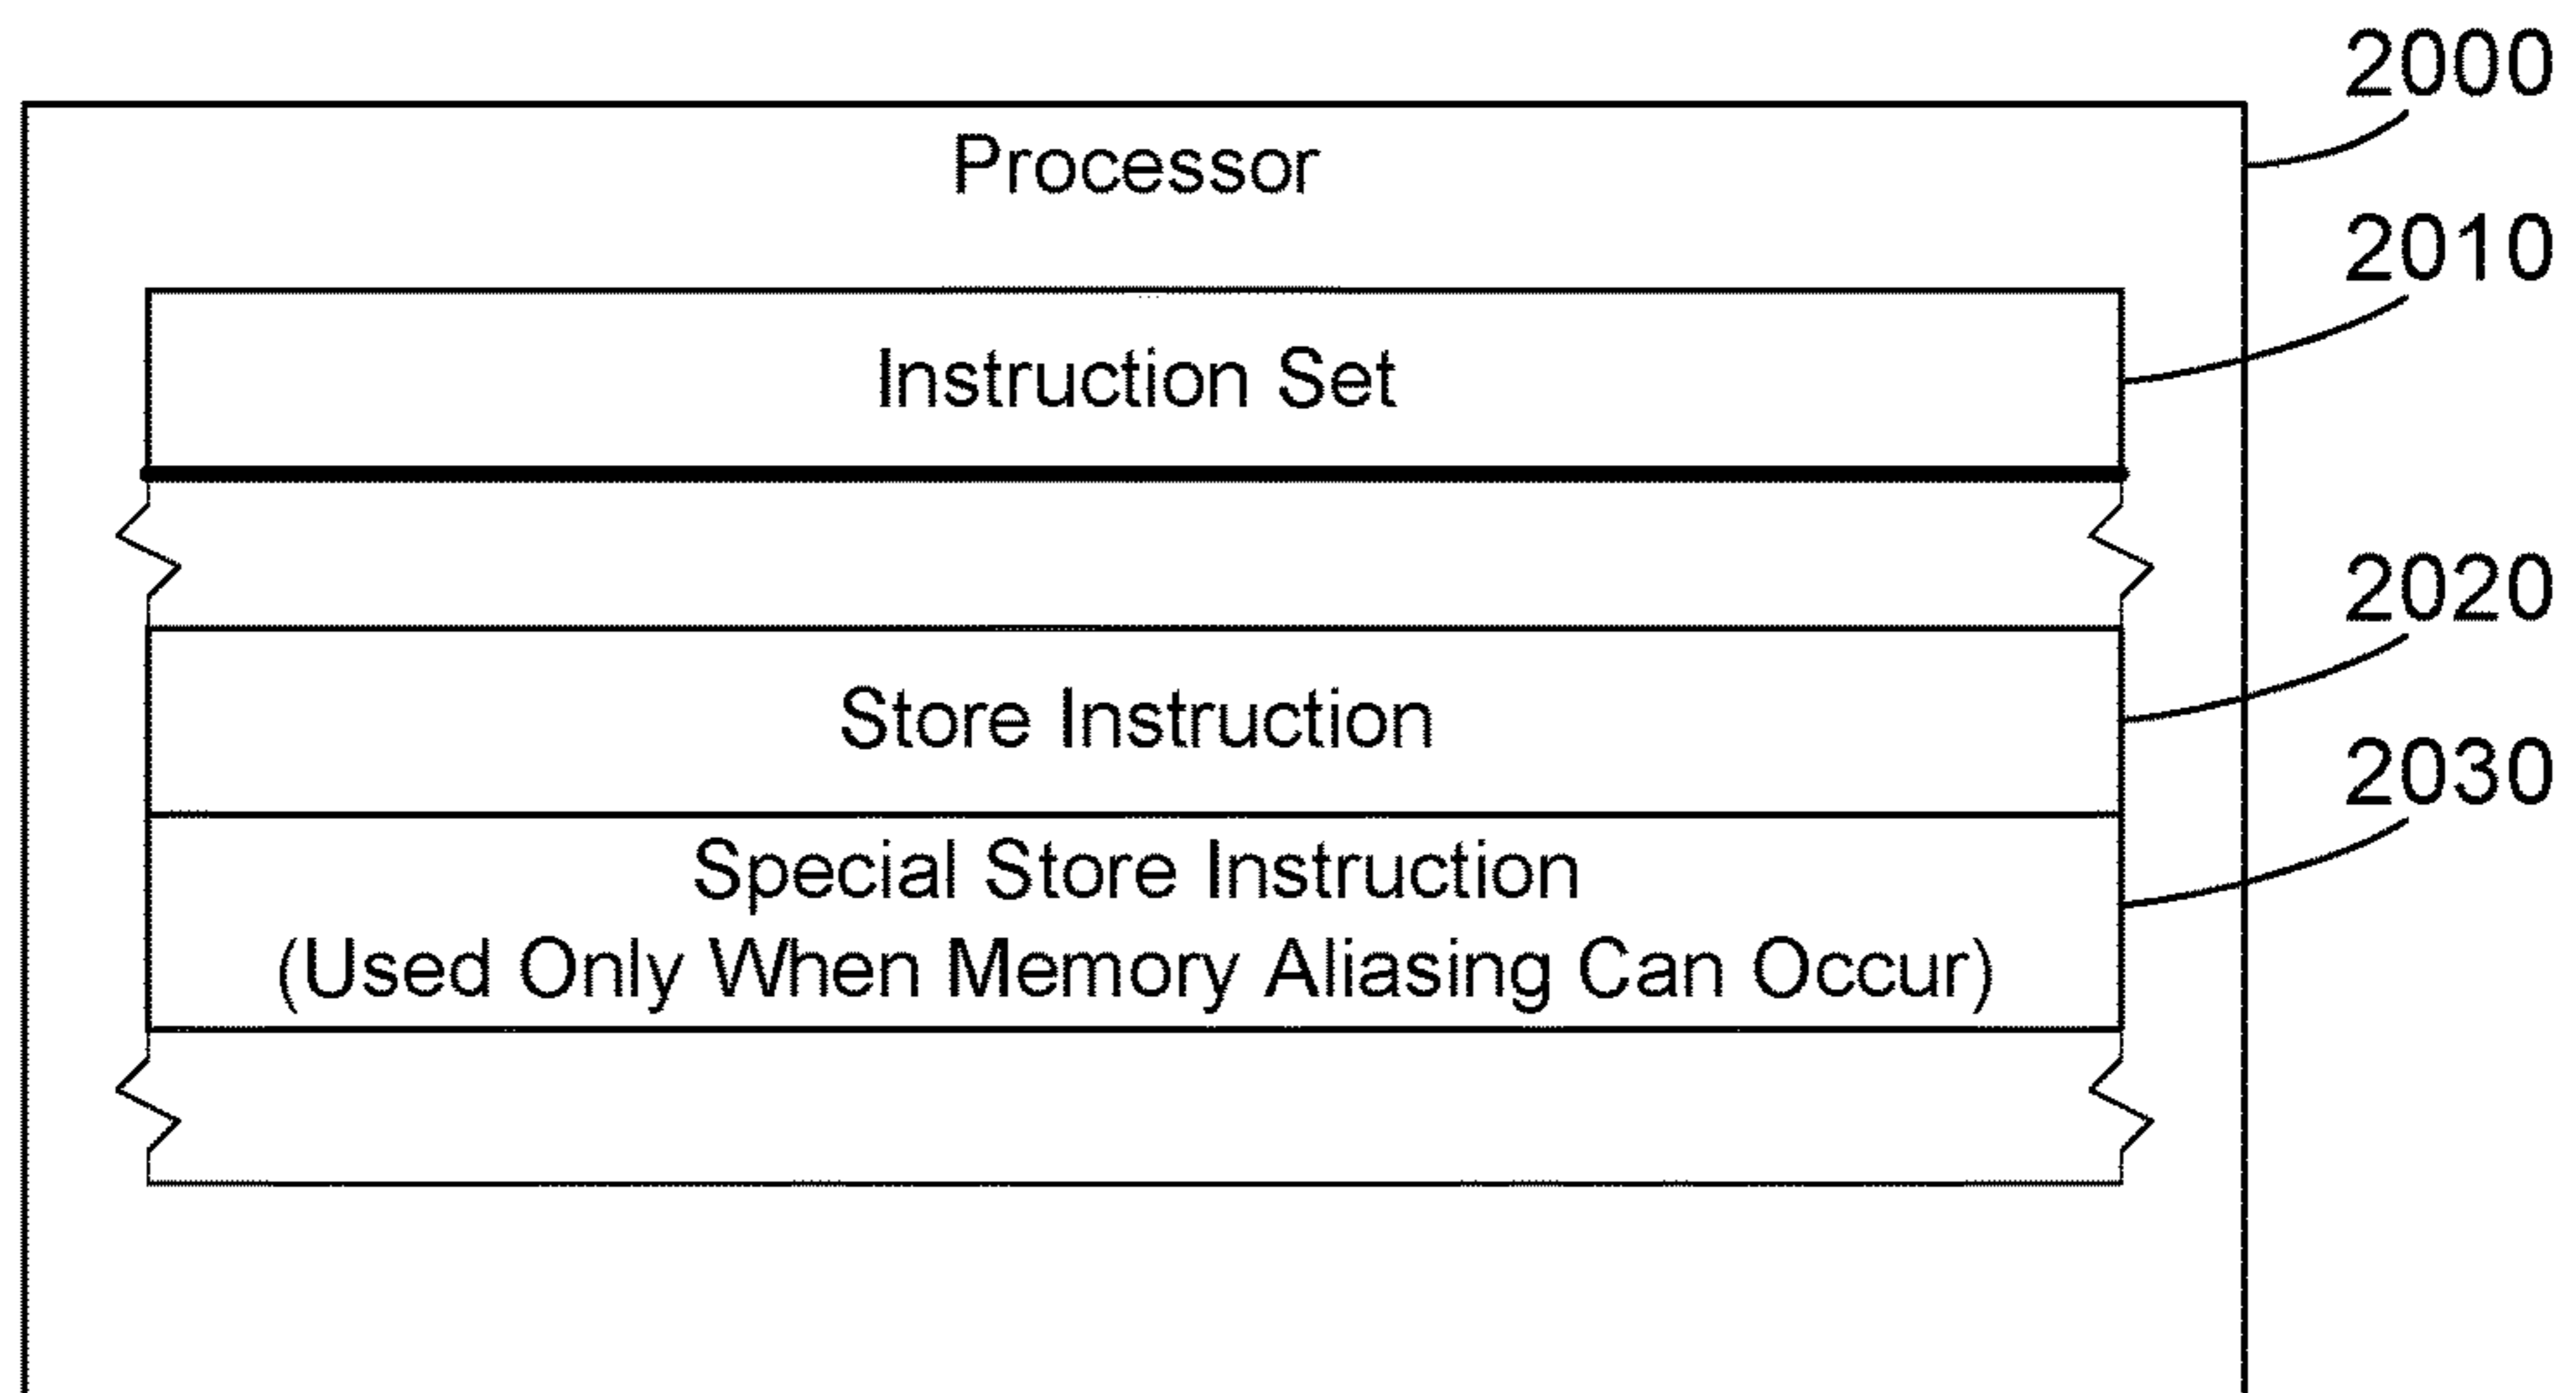 2000
Processor
2010
Instruction Set
2020
Store Instruction
2030
Special Store Instruction
(Used Only When Memory Aliasing Can Occur)